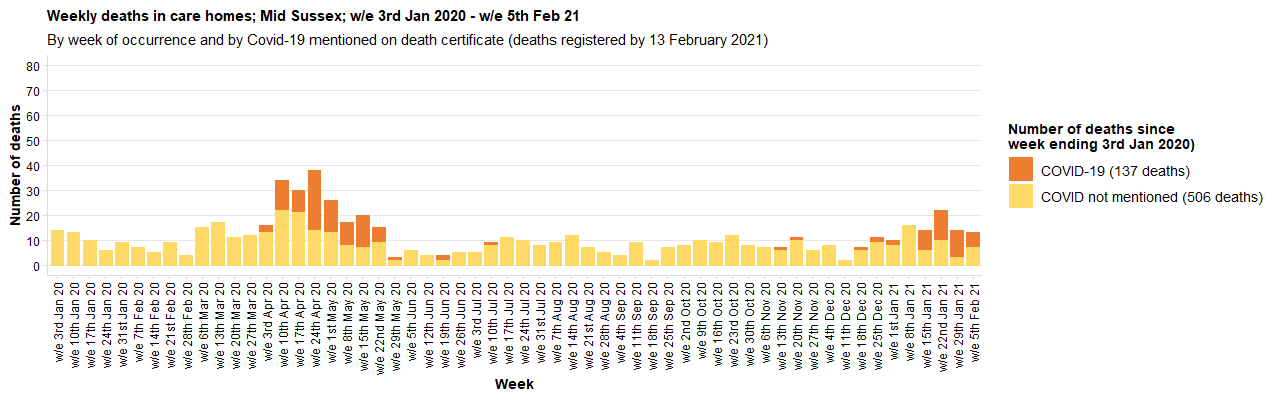 Weekly deaths in care homes; Mid Sussex; w/e 3rd Jan 2020 - w/e 5th Feb 21
By week of occurrence and by Covid-19 mentioned on death certificate (deaths registered by 13 February 2021)
Number of deaths
80
70
60
50
40
30
20
10
0
w/e 3rd Jan 20
w/e 10th Jan 20
w/e 17th Jan 20
w/e 24th Jan 20
w/e 31st Jan 20
w/e 7th Feb 20
w/e 14th Feb 20
w/e 21st Feb 20
w/e 28th Feb 20
w/e 6th Mar 20
w/e 13th Mar 20
w/e 20th Mar 20
w/e 27th Mar 20
w/e 3rd Apr 20
w/e 10th Apr 20
w/e 17th Apr 20
w/e 24th Apr 20
w/e 1st May 20
w/e 8th May 20
w/e 15th May 20
w/e 22nd May 20
w/e 29th May 20
w/e 5th Jun 20
w/e 12th Jun 20
w/e 19th Jun 20
w/e 26th Jun 20
w/e 3rd Jul 20
w/e 10th Jul 20
w/e 17th Jul 20
w/e 24th Jul 20
w/e 31st Jul 20
w/e 7th Aug 20
w/e 14th Aug 20
w/e 21st Aug 20
w/e 28th Aug 20
w/e 4th Sep 20
w/e 11th Sep 20
w/e 18th Sep 20
w/e 25th Sep 20
w/e 2nd Oct 20
w/e 9th Oct 20
w/e 16th Oct 20
w/e 23rd Oct 20
w/e 30th Oct 20
w/e 6th Nov 20
w/e 13th Nov 20
w/e 20th Nov 20
w/e 27th Nov 20
w/e 4th Dec 20
w/e 11th Dec 20
w/e 18th Dec 20
w/e 25th Dec 20
w/e 1st Jan 21
w/e 8th Jan 21
w/e 15th Jan 21
w/e 22nd Jan 21
w/e 29th Jan 21
w/e 5th Feb 21
Week
Number of deaths since
week ending 3rd Jan 2020)
COVID-19 (137 deaths)
COVID not mentioned (506 deaths)